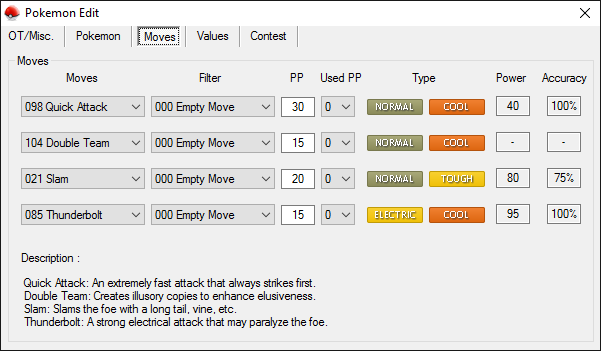 Pokemon Edit
OT/Misc. Pokemon Moves Values Contest
Moves
Moves Filter PP Used PP Type Power Accuracy
098 Quick Attack 000 Empty Move 30 0 NORMAL COOL 40 100%
104 Double Team 000 Empty Move 15 0 NORMAL COOL - -
021 Slam 000 Empty Move 20 0 NORMAL TOUGH 80 75%
085 Thunderbolt 000 Empty Move 15 0 ELECTRIC COOL 95 100%
Description :
Quick Attack: An extremely fast attack that always strikes first.
Double Team: Creates illusory copies to enhance elusiveness.
Slam: Slams the foe with a long tail, vine, etc.
Thunderbolt: A strong electrical attack that may paralyze the foe.